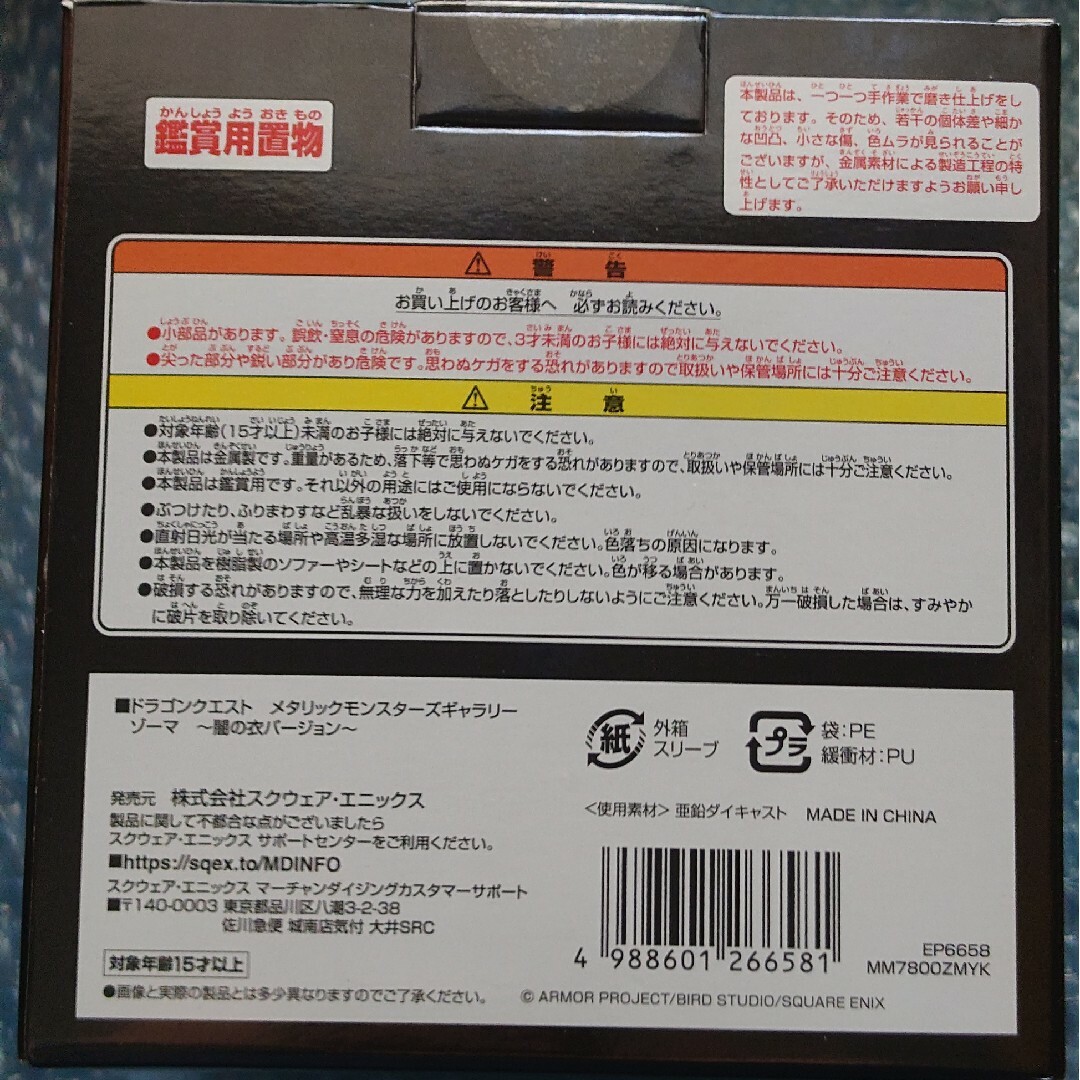 鑑賞用置物
本製品は、一つ一つ手作業で磨き仕上げをし
ております。そのため、若干の個体差や細か
な凹凸、小さな傷、色ムラが見られることが
ございますが、金属素材による製造工程の特
性としてご了承いただけますようお願い申し
上げます。
⚠ 警告
お買い上げのお客様へ 必ずお読みください。
●小部品があります。誤飲・窒息の危険がありますので、3才未満のお子様には絶対に与えないでください。
●尖った部分や鋭い部分があり危険です。思わぬケガをする恐れがありますので取扱いや保管場所には十分ご注意ください。
⚠ 注意
●対象年齢(15才以上)未満のお子様には絶対に与えないでください。
●本製品は金属製です。重量があるため、落下等で思わぬケガをする恐れがありますので、取扱いや保管場所には十分ご注意ください。
●本製品は鑑賞用です。それ以外の用途にはご使用にならないでください。
●ぶつけたり、ふりまわすなど乱暴な扱いをしないでください。
●直射日光が当たる場所や高温多湿な場所に放置しないでください。色落ちの原因になります。
●本製品を樹脂製のソファーやシートなどの上に置かないでください。色が移る場合があります。
●破損する恐れがありますので、無理な力を加えたり落としたりしないようにご注意ください。万一破損した場合は、すみやか
に破片を取り除いてください。
■ドラゴンクエスト メタリックモンスターズギャラリー
ゾーマ ～闇の衣バージョン～
紙 外箱
スリーブ
プラ 袋:PE
緩衝材:PU
発売元 株式会社スクウェア・エニックス
製品に関して不都合な点がございましたら
スクウェア・エニックス サポートセンターをご利用ください。
■https://sqex.to/MDINFO
スクウェア・エニックス マーチャンダイジングカスタマーサポート
■〒140-0003 東京都品川区八潮3-2-38
佐川急便 城南店気付 大井SRC
対象年齢15才以上
●画像と実際の製品とは多少異なりますのでご了承ください。
＜使用素材＞亜鉛ダイキャスト MADE IN CHINA
4 988601 266581
EP6658
MM7800ZMYK
© ARMOR PROJECT/BIRD STUDIO/SQUARE ENIX